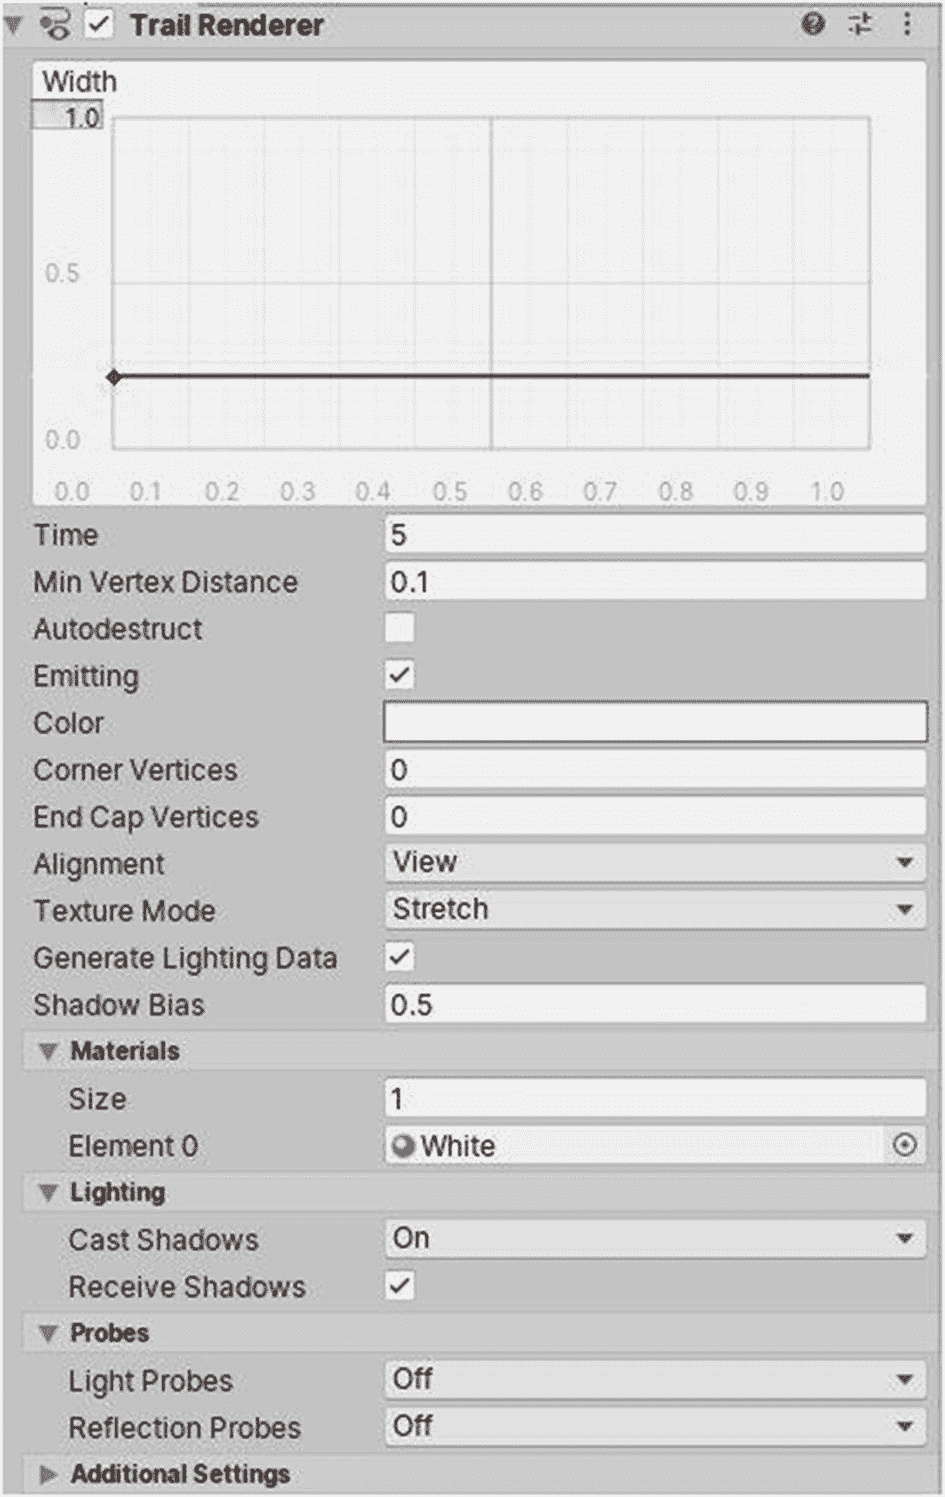 Trail Renderer
Width
1.0
0.5
0.0
0.0 0.1 0.2 0.3 0.4 0.5 0.6 0.7 0.8 0.9 1.0
Time 5
Min Vertex Distance 0.1
Autodestruct
Emitting
Color
Corner Vertices 0
End Cap Vertices 0
Alignment View
Texture Mode Stretch
Generate Lighting Data
Shadow Bias 0.5
Materials
Size 1
Element 0 White
Lighting
Cast Shadows On
Receive Shadows
Probes
Light Probes Off
Reflection Probes Off
Additional Settings